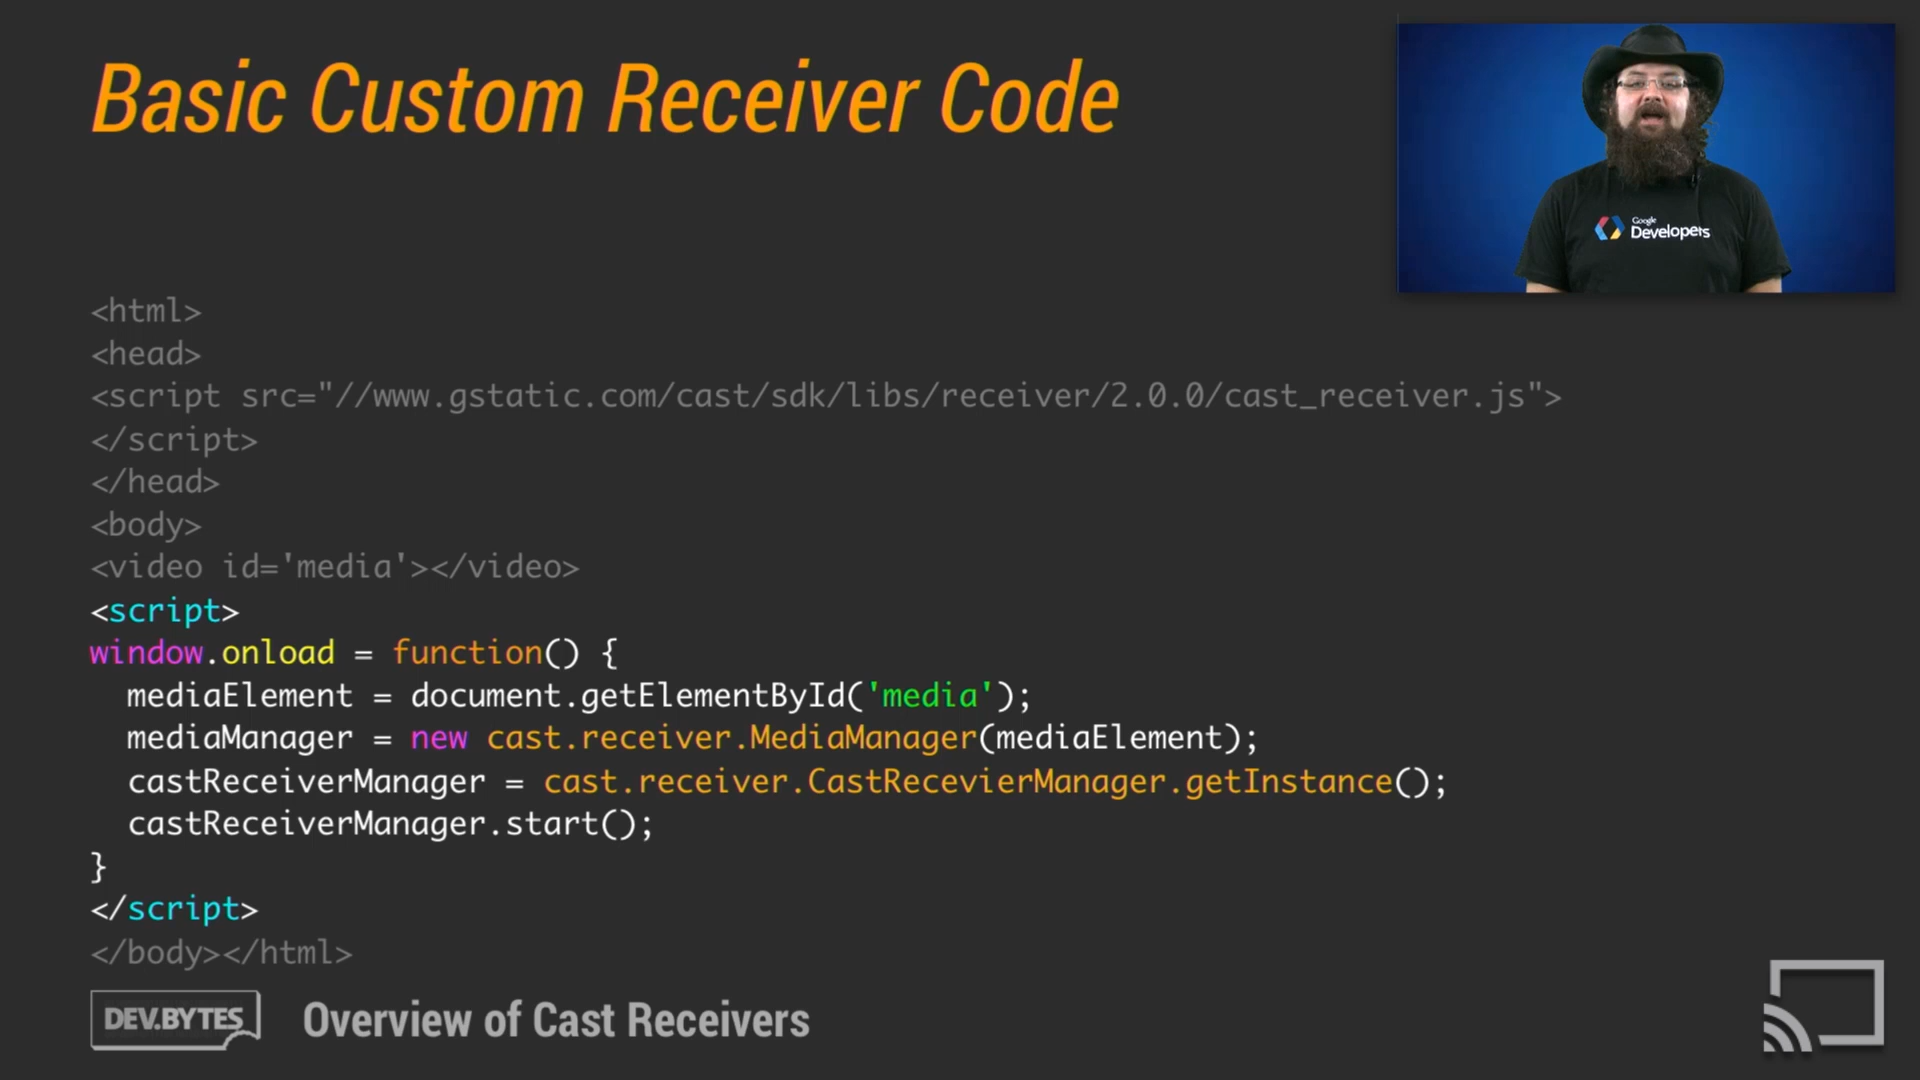 Basic Custom Receiver Code
Google
Developers
<html>
<head>
<script src="//www.gstatic.com/cast/sdk/libs/receiver/2.0.0/cast_receiver.js">
</script>
</head>
<body>
<video id='media'></video>
<script>
window.onload = function() {
  mediaElement = document.getElementById('media');
  mediaManager = new cast.receiver.MediaManager(mediaElement);
  castReceiverManager = cast.receiver.CastRecevierManager.getInstance();
  castReceiverManager.start();
}
</script>
</body></html>
DEV.BYTES
Overview of Cast Receivers